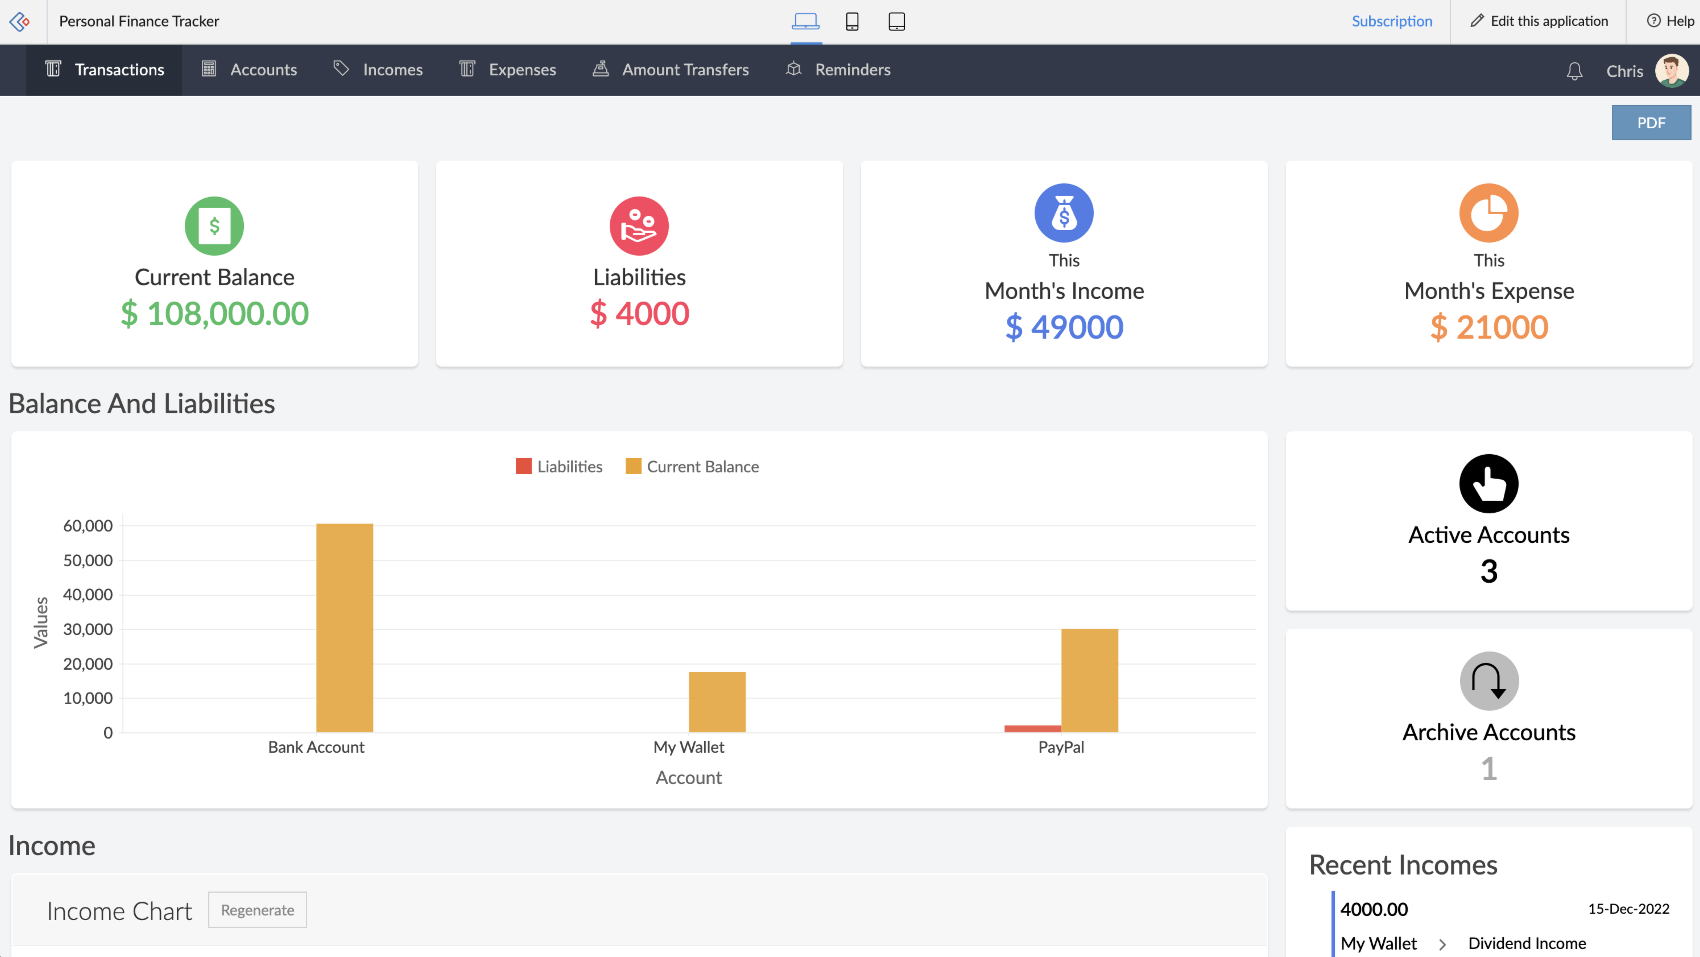 Personal Finance Tracker
Subscription
Edit this application
Help
Transactions
Accounts
Incomes
Expenses
Amount Transfers
Reminders
Chris
PDF
$
Current Balance
$ 108,000.00
Liabilities
$ 4000
$
This
Month's Income
$ 49000
This
Month's Expense
$ 21000
Balance And Liabilities
Liabilities
Current Balance
Values
60,000
50,000
40,000
30,000
20,000
10,000
0
Bank Account
My Wallet
PayPal
Account
Active Accounts
3
Archive Accounts
1
Income
Income Chart
Regenerate
Recent Incomes
4000.00
15-Dec-2022
My Wallet > Dividend Income